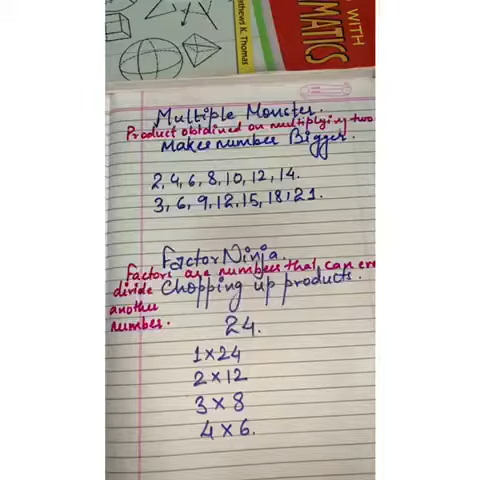 WITH
MATICS
athews K. Thomas
Multiple Monster.
Product obtained on multiplying two
Makes number Bigger.
2, 4, 6, 8, 10, 12, 14.
3, 6, 9, 12, 15, 18, 21.
Factor Ninja.
Factors are numbers that can
divide Chopping up products.
another
number.
24.
1 × 24
2 × 12
3 × 8
4 × 6.